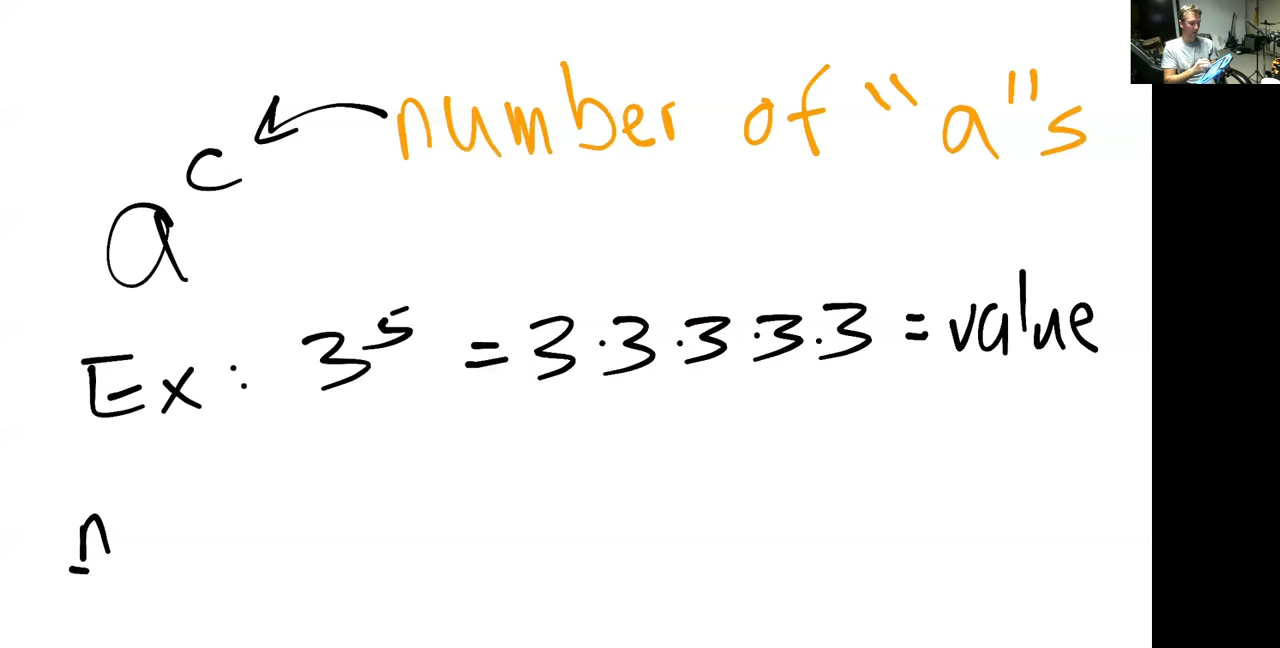 number of "a"s
a^c
Ex: 3^5 = 3·3·3·3·3 = value
n